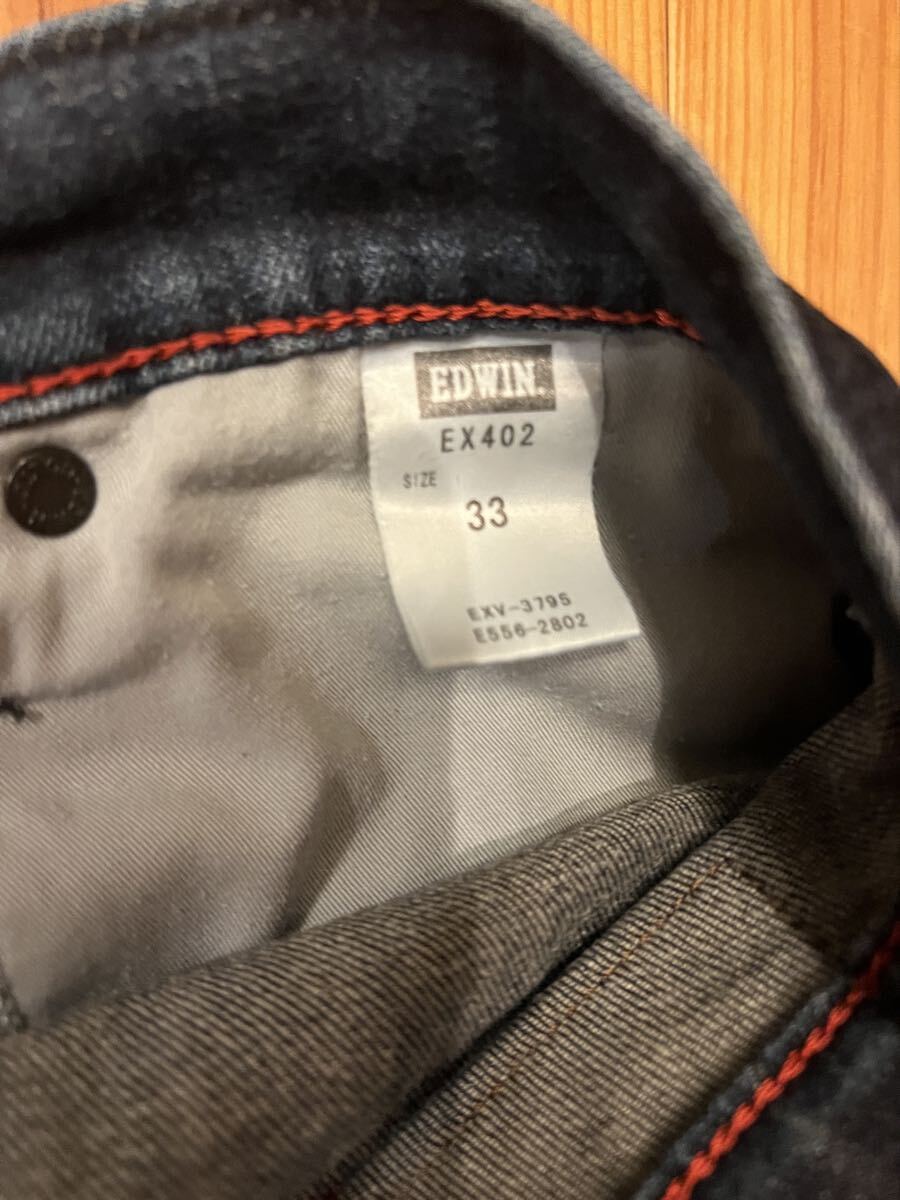 EDWIN.
EX402
SIZE
33
EXV-3795
E556-2802